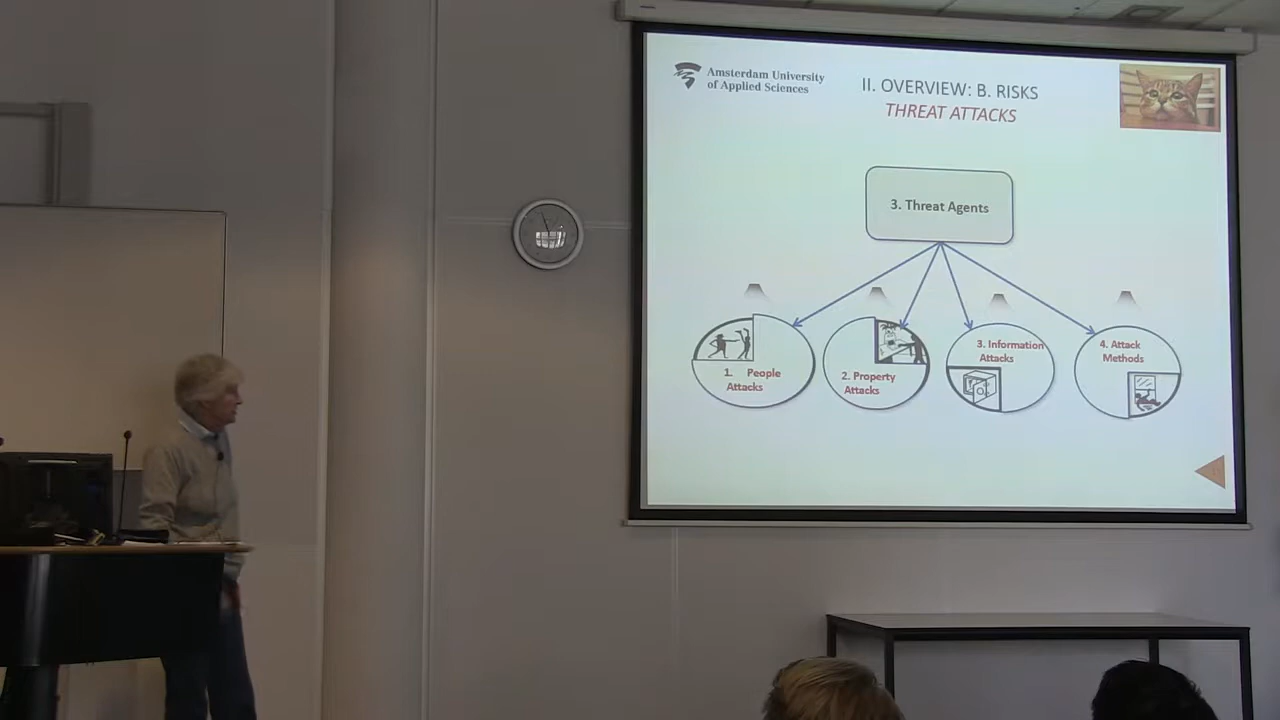 Amsterdam University
of Applied Sciences
II. OVERVIEW: B. RISKS
THREAT ATTACKS
3. Threat Agents
1. People
Attacks
2. Property
Attacks
3. Information
Attacks
4. Attack
Methods